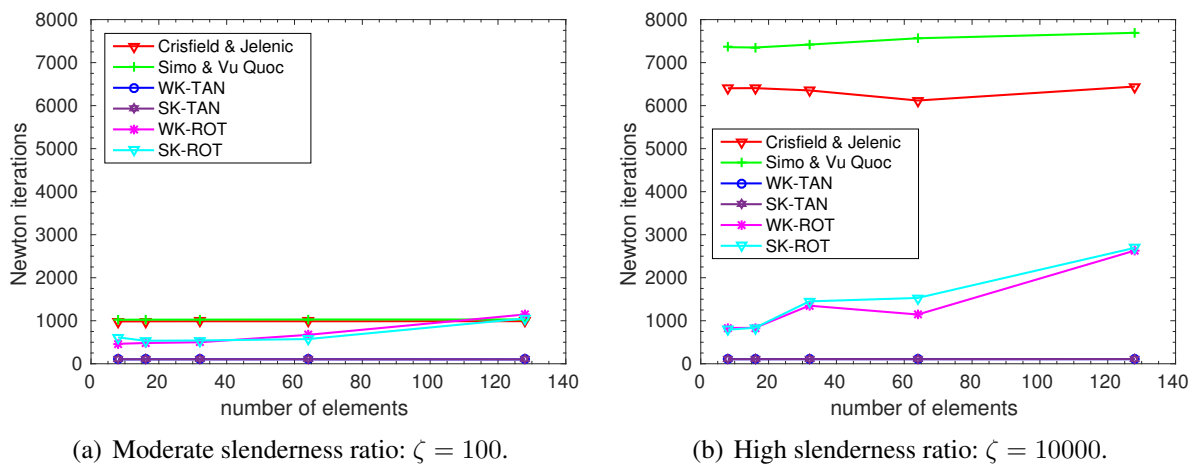 8000
7000
6000
5000
4000
3000
2000
1000
0
Newton iterations
Crisfield & Jelenic
Simo & Vu Quoc
WK-TAN
SK-TAN
WK-ROT
SK-ROT
0 20 40 60 80 100 120 140
number of elements
(a) Moderate slenderness ratio: ζ = 100.
8000
7000
6000
5000
4000
3000
2000
1000
0
Newton iterations
Crisfield & Jelenic
Simo & Vu Quoc
WK-TAN
SK-TAN
WK-ROT
SK-ROT
0 20 40 60 80 100 120 140
number of elements
(b) High slenderness ratio: ζ = 10000.